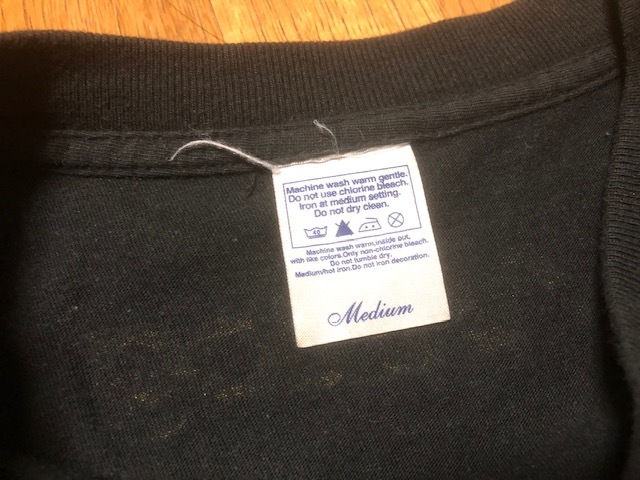 Machine wash warm gentle.
Do not use chlorine bleach.
Iron at medium setting.
Do not dry clean.
40
Machine wash warm,inside out,
with like colors.Only non-chlorine bleach.
Do not tumble dry.
Medium/hot iron.Do not iron decoration.
Medium